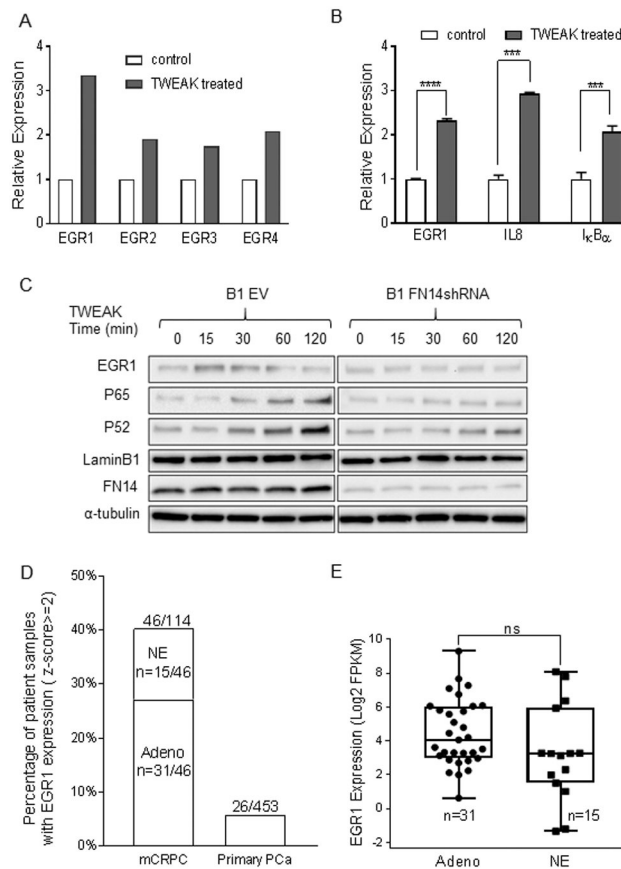 A
Relative Expression
4
3
2
1
0
control
TWEAK treated
EGR1 EGR2 EGR3 EGR4
B
control
TWEAK treated
Relative Expression
4
3
2
1
0
****
***
***
EGR1 IL8 IκBα
C
B1 EV B1 FN14shRNA
TWEAK
Time (min)
0 15 30 60 120 0 15 30 60 120
EGR1
P65
P52
LaminB1
FN14
α-tubulin
D
Percentage of patient samples
with EGR1 expression ( z-score>=2)
50%
40%
30%
20%
10%
0%
46/114
NE
n=15/46
Adeno
n=31/46
26/453
mCRPC Primary PCa
E
EGR1 Expression (Log2 FPKM)
10
8
6
4
2
0
-2
ns
n=31 n=15
Adeno NE